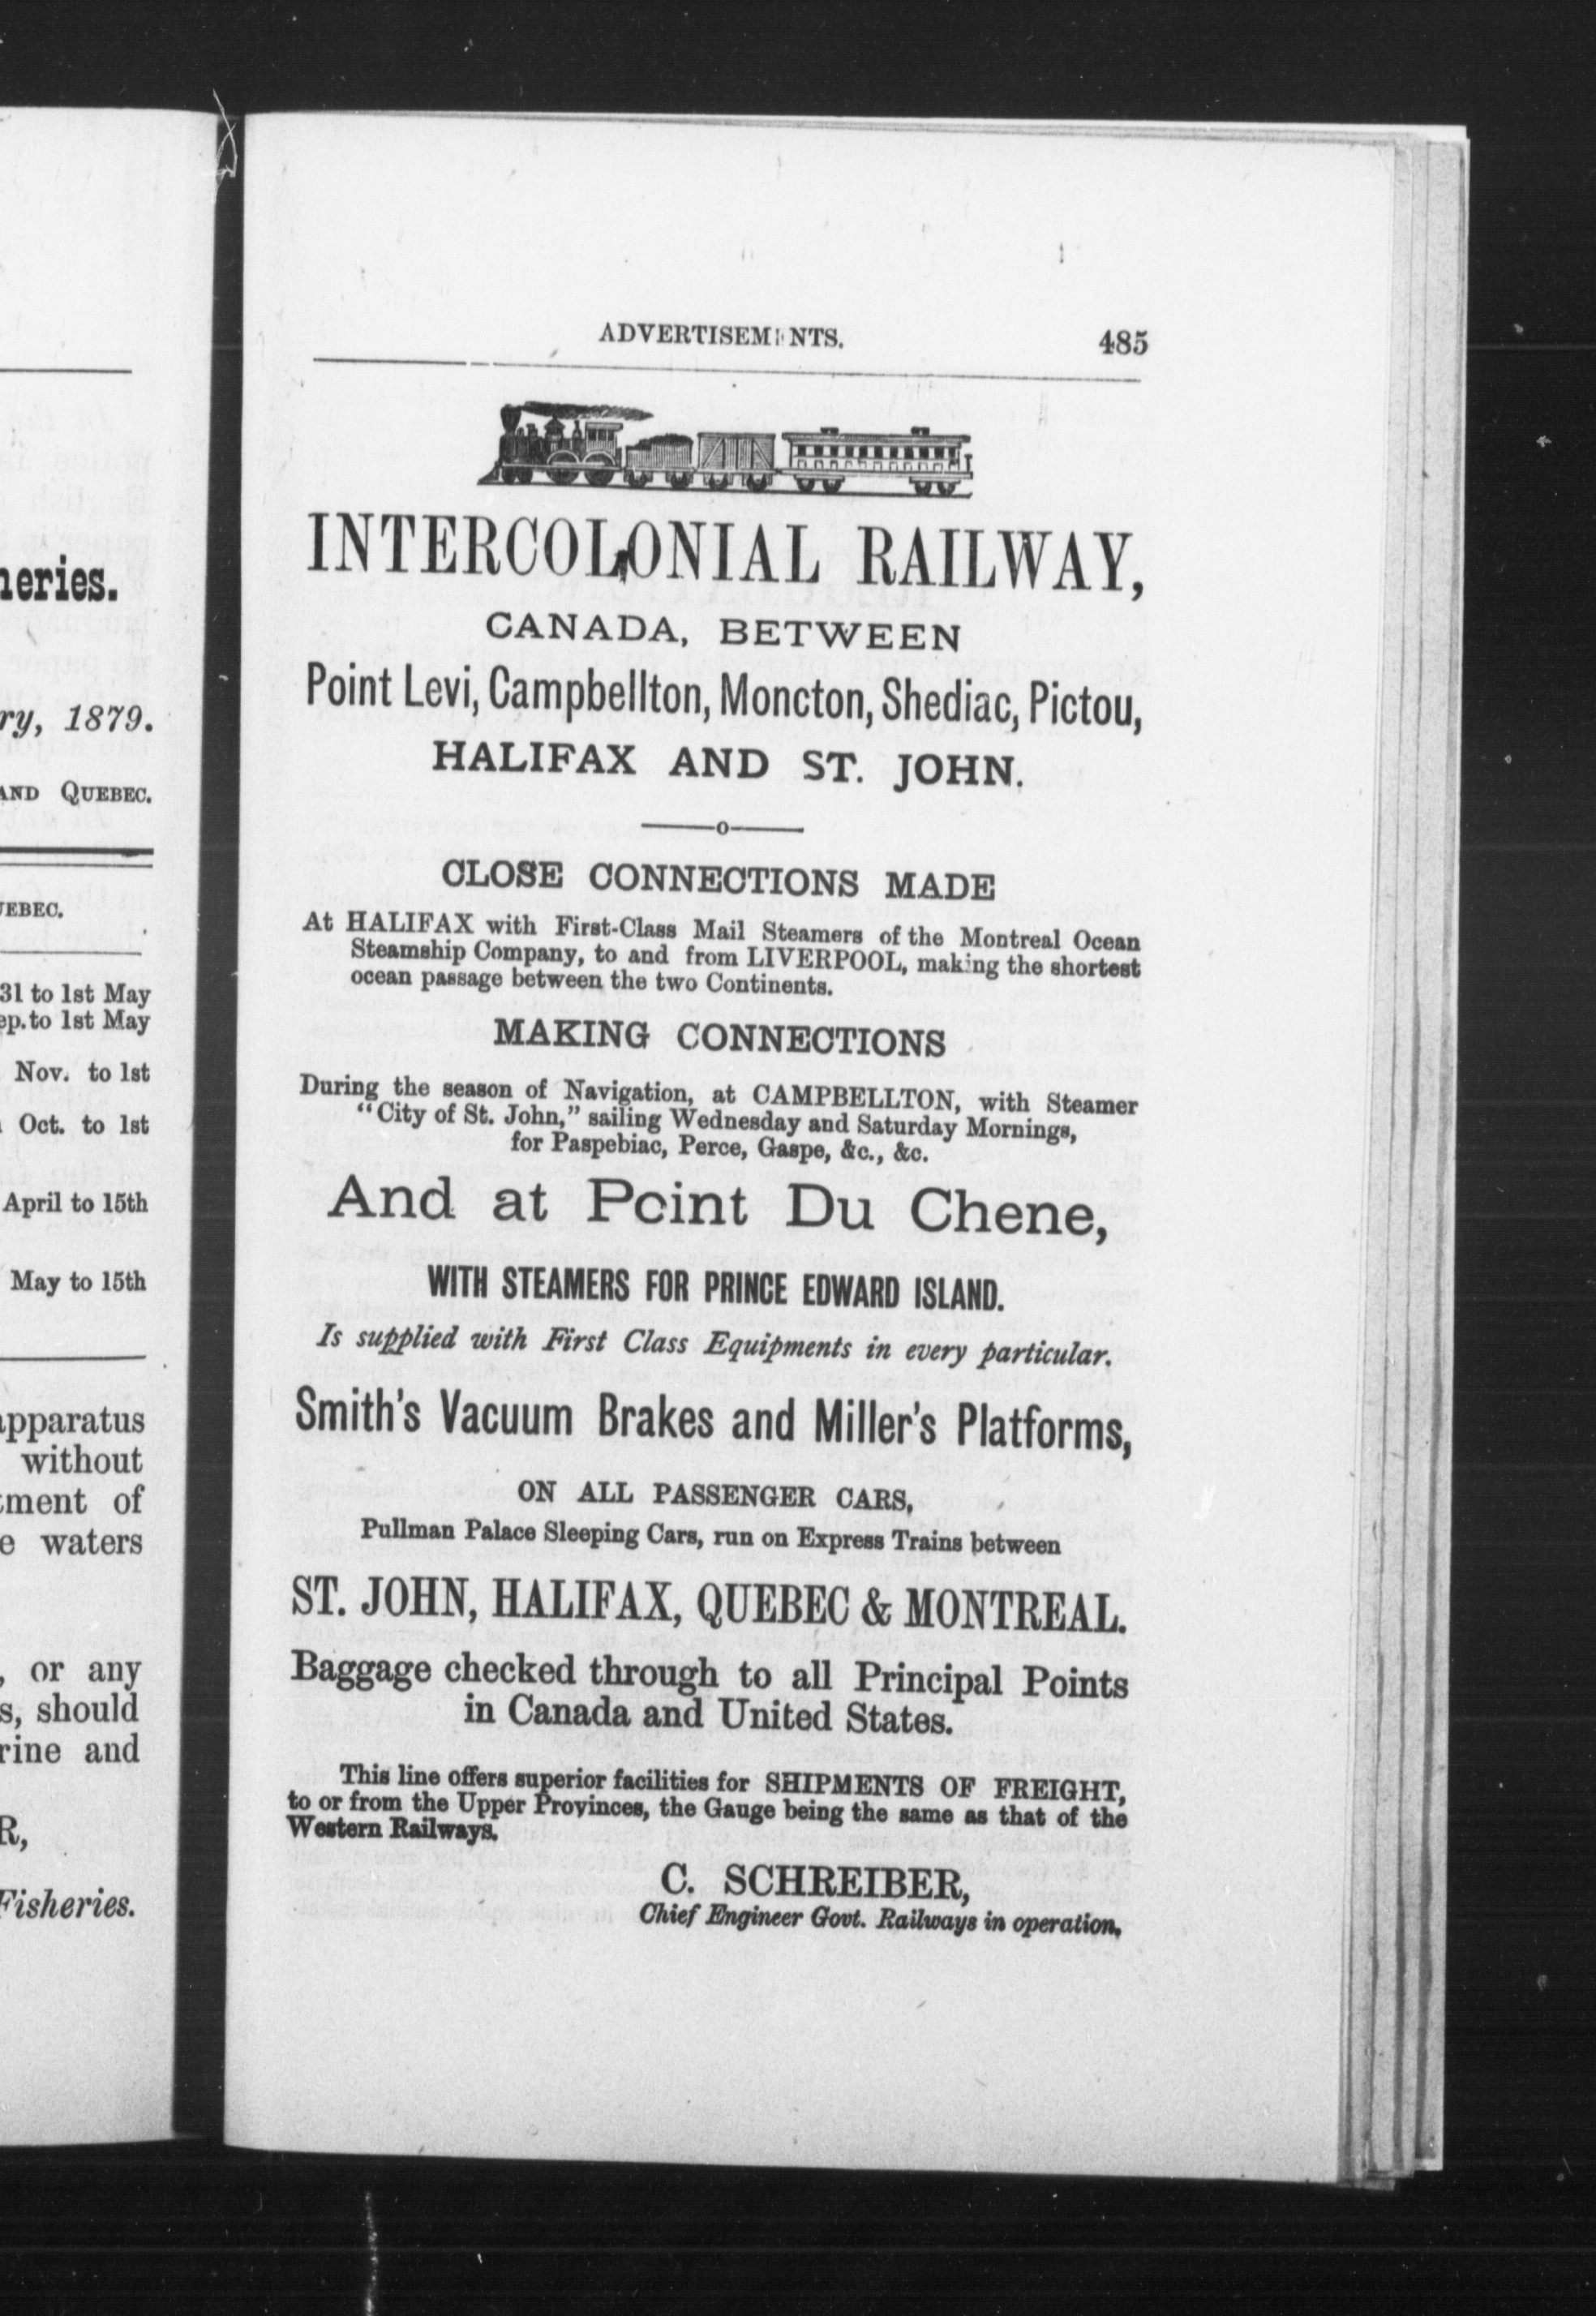 neries.
ry, 1879.
AND QUEBEC.
UEBEC.
31 to 1st May
ep. to 1st May
Nov. to 1st
Oct. to 1st
April to 15th
May to 15th
apparatus
without
tment of
e waters
, or any
s, should
rine and
R,
Fisheries.
ADVERTISEMENTS. 485
INTERCOLONIAL RAILWAY,
CANADA, BETWEEN
Point Levi, Campbellton, Moncton, Shediac, Pictou,
HALIFAX AND ST. JOHN.
CLOSE CONNECTIONS MADE
At HALIFAX with First-Class Mail Steamers of the Montreal Ocean
Steamship Company, to and from LIVERPOOL, making the shortest
ocean passage between the two Continents.
MAKING CONNECTIONS
During the season of Navigation, at CAMPBELLTON, with Steamer
"City of St. John," sailing Wednesday and Saturday Mornings,
for Paspebiac, Perce, Gaspe, &c., &c.
And at Point Du Chene,
WITH STEAMERS FOR PRINCE EDWARD ISLAND.
Is supplied with First Class Equipments in every particular.
Smith's Vacuum Brakes and Miller's Platforms,
ON ALL PASSENGER CARS,
Pullman Palace Sleeping Cars, run on Express Trains between
ST. JOHN, HALIFAX, QUEBEC & MONTREAL.
Baggage checked through to all Principal Points
in Canada and United States.
This line offers superior facilities for SHIPMENTS OF FREIGHT,
to or from the Upper Provinces, the Gauge being the same as that of the
Western Railways.
C. SCHREIBER,
Chief Engineer Govt. Railways in operation.